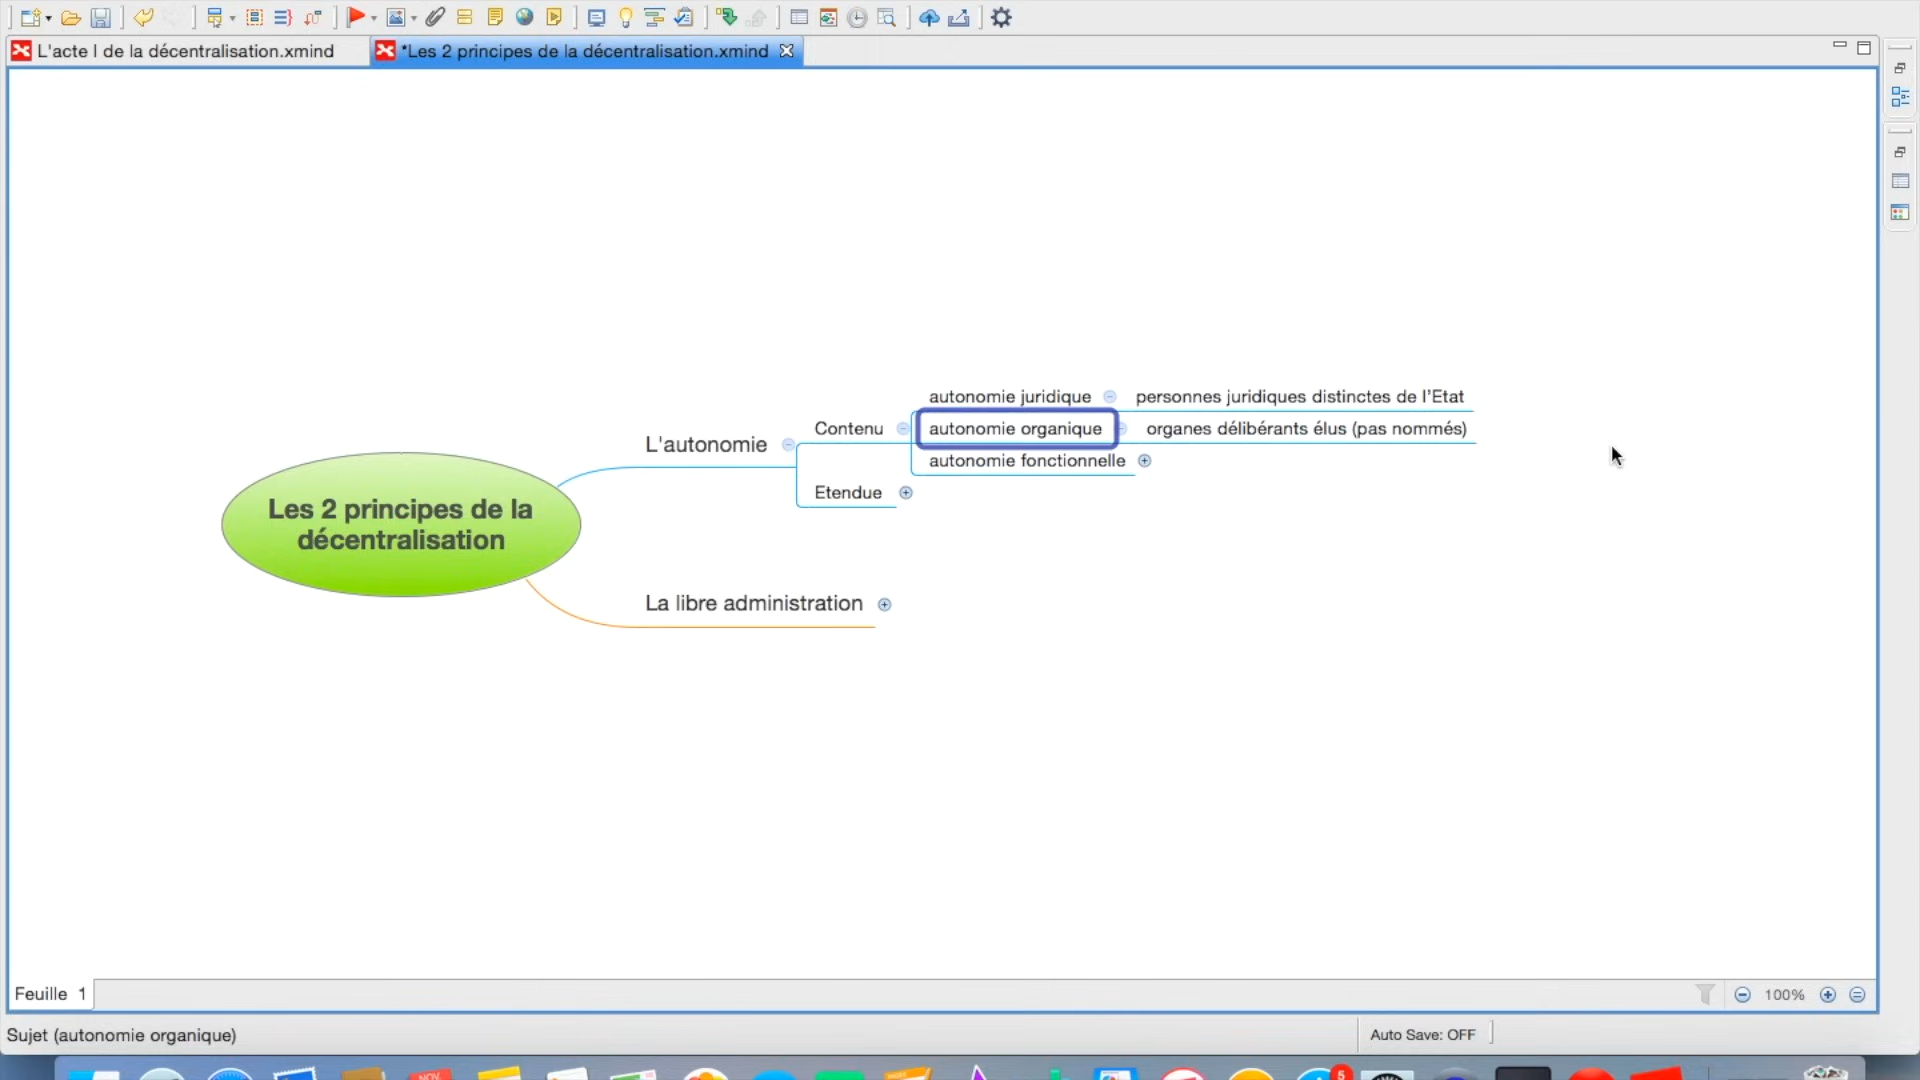 L'acte I de la décentralisation.xmind
*Les 2 principes de la décentralisation.xmind
autonomie juridique
personnes juridiques distinctes de l'Etat
Contenu
autonomie organique
organes délibérants élus (pas nommés)
L'autonomie
autonomie fonctionnelle
Etendue
Les 2 principes de la
décentralisation
La libre administration
Feuille 1
100%
Sujet (autonomie organique)
Auto Save: OFF
NOV
5